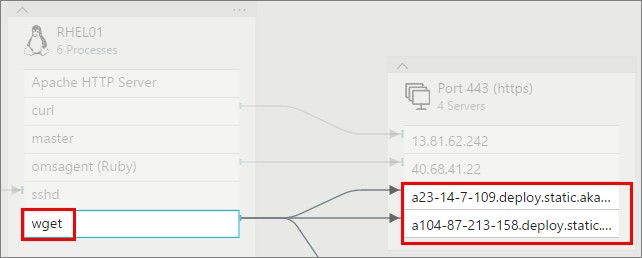 RHEL01
6 Processes
Apache HTTP Server
curl
master
omsagent (Ruby)
sshd
wget
Port 443 (https)
4 Servers
13.81.62.242
40.68.41.22
a23-14-7-109.deploy.static.aka...
a104-87-213-158.deploy.static....